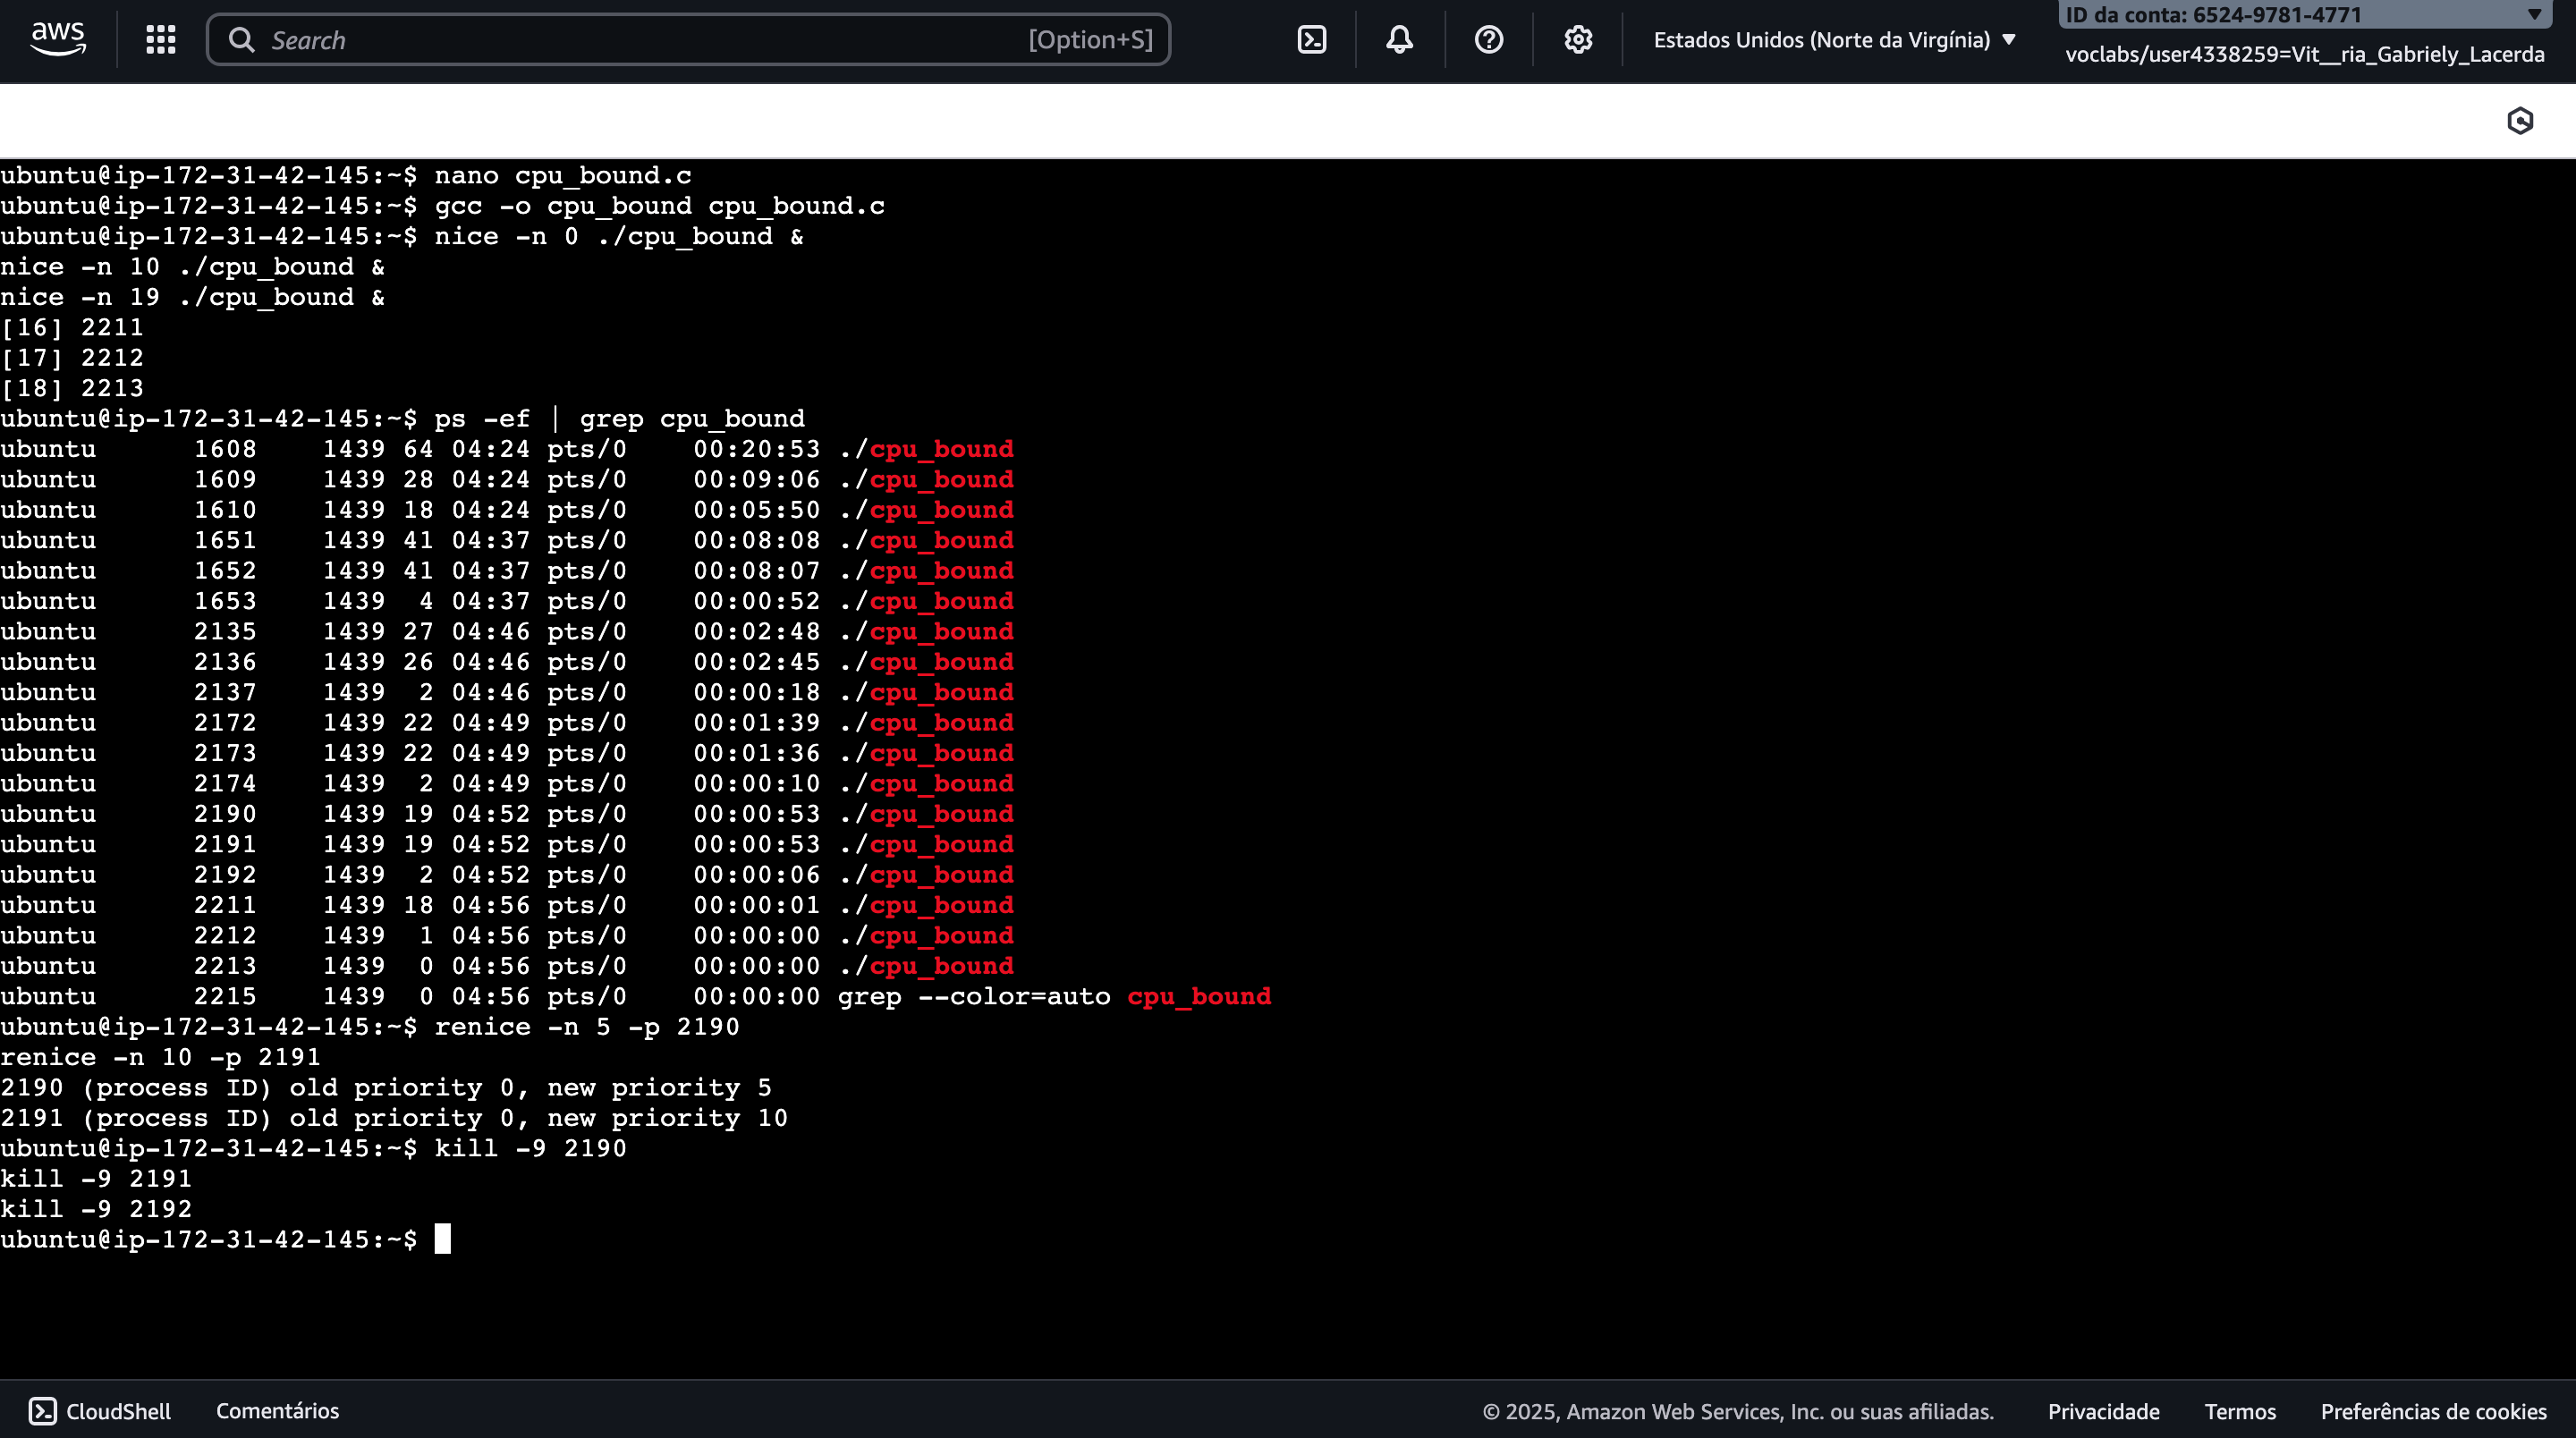 aws
Search [Option+S]
Estados Unidos (Norte da Virgínia)
ID da conta: 6524-9781-4771
voclabs/user4338259=Vit__ria_Gabriely_Lacerda
ubuntu@ip-172-31-42-145:~$ nano cpu_bound.c
ubuntu@ip-172-31-42-145:~$ gcc -o cpu_bound cpu_bound.c
ubuntu@ip-172-31-42-145:~$ nice -n 0 ./cpu_bound &
nice -n 10 ./cpu_bound &
nice -n 19 ./cpu_bound &
[16] 2211
[17] 2212
[18] 2213
ubuntu@ip-172-31-42-145:~$ ps -ef | grep cpu_bound
ubuntu      1608    1439 64 04:24 pts/0    00:20:53 ./cpu_bound
ubuntu      1609    1439 28 04:24 pts/0    00:09:06 ./cpu_bound
ubuntu      1610    1439 18 04:24 pts/0    00:05:50 ./cpu_bound
ubuntu      1651    1439 41 04:37 pts/0    00:08:08 ./cpu_bound
ubuntu      1652    1439 41 04:37 pts/0    00:08:07 ./cpu_bound
ubuntu      1653    1439  4 04:37 pts/0    00:00:52 ./cpu_bound
ubuntu      2135    1439 27 04:46 pts/0    00:02:48 ./cpu_bound
ubuntu      2136    1439 26 04:46 pts/0    00:02:45 ./cpu_bound
ubuntu      2137    1439  2 04:46 pts/0    00:00:18 ./cpu_bound
ubuntu      2172    1439 22 04:49 pts/0    00:01:39 ./cpu_bound
ubuntu      2173    1439 22 04:49 pts/0    00:01:36 ./cpu_bound
ubuntu      2174    1439  2 04:49 pts/0    00:00:10 ./cpu_bound
ubuntu      2190    1439 19 04:52 pts/0    00:00:53 ./cpu_bound
ubuntu      2191    1439 19 04:52 pts/0    00:00:53 ./cpu_bound
ubuntu      2192    1439  2 04:52 pts/0    00:00:06 ./cpu_bound
ubuntu      2211    1439 18 04:56 pts/0    00:00:01 ./cpu_bound
ubuntu      2212    1439  1 04:56 pts/0    00:00:00 ./cpu_bound
ubuntu      2213    1439  0 04:56 pts/0    00:00:00 ./cpu_bound
ubuntu      2215    1439  0 04:56 pts/0    00:00:00 grep --color=auto cpu_bound
ubuntu@ip-172-31-42-145:~$ renice -n 5 -p 2190
renice -n 10 -p 2191
2190 (process ID) old priority 0, new priority 5
2191 (process ID) old priority 0, new priority 10
ubuntu@ip-172-31-42-145:~$ kill -9 2190
kill -9 2191
kill -9 2192
ubuntu@ip-172-31-42-145:~$
CloudShell Comentários © 2025, Amazon Web Services, Inc. ou suas afiliadas. Privacidade Termos Preferências de cookies